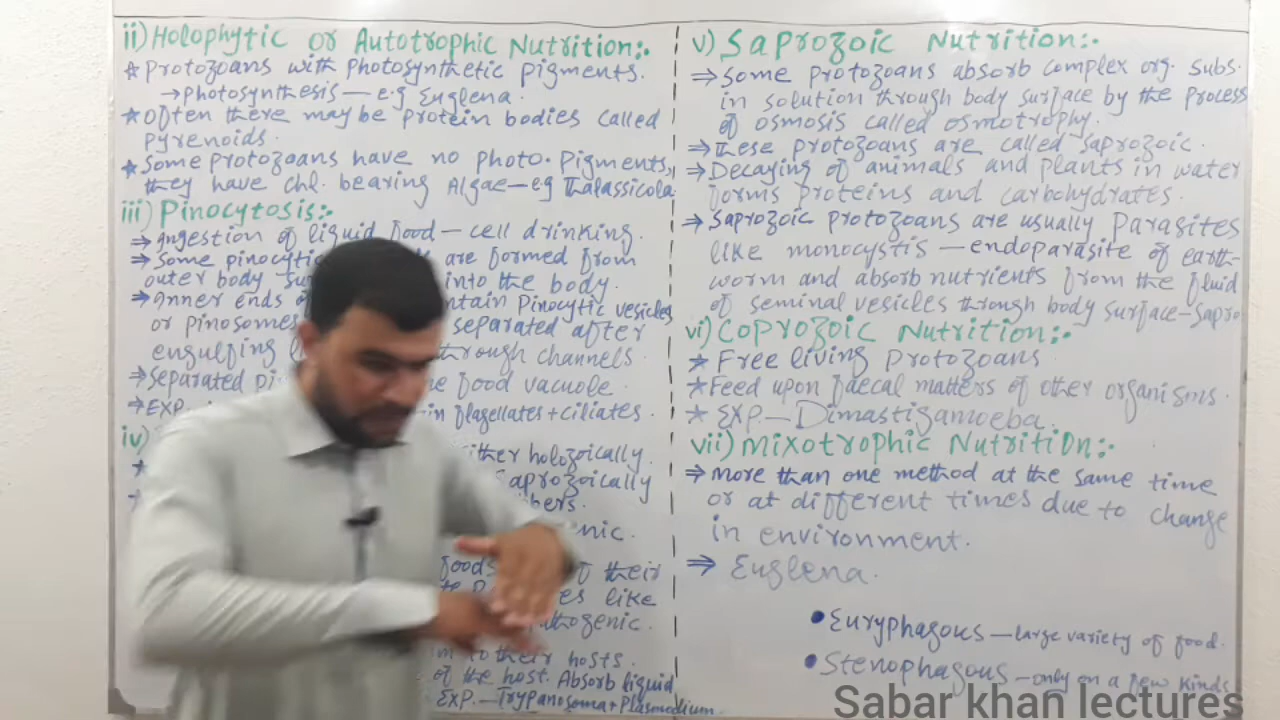 ii) Holophytic or Autotrophic Nutrition:-
* Protozoans with Photosynthetic Pigments.
→ Photosynthesis — e.g Euglena.
* Often there may be Protein bodies called
Pyrenoids.
* Some Protozoans have no photo. Pigments,
they have chl. bearing Algae — e.g Thalassicola
iii) Pinocytosis:-
⇒ Ingestion of liquid food — cell drinking.
⇒ Some pinocytic are formed from
outer body into the body.
⇒ Inner ends Pinocytic vesicles
or pinosomes separated after
engulfing through channels.
⇒ Separated food vacuole.
⇒ EXP. in flagellates + ciliates.
iv)
holozoically
Saprozoically
foods of their
like
to their hosts.
of the host. Absorb liquid
EXP. — Trypanosoma + Plasmodium.
v) Saprozoic Nutrition:-
⇒ Some protozoans absorb complex org. subs.
in solution through body surface by the process
of osmosis called osmotrophy.
⇒ These protozoans are called Saprozoic.
⇒ Decaying of animals and plants in water
forms proteins and carbohydrates.
⇒ Saprozoic protozoans are usually Parasites
like monocystis — endoparasite of earth-
worm and absorb nutrients from the fluid
of seminal vesicles through body surface - Sapro
vi) Coprozoic Nutrition:-
* Free living Protozoans
* Feed upon faecal matters of other organisms.
* EXP. — Dimastigamoeba.
vii) Mixotrophic Nutrition:-
⇒ More than one method at the same time
or at different times due to change
in environment.
⇒ Euglena.
• Euryphagous — large variety of food.
• Stenophagous — only on a few kinds
Sabar khan lectures